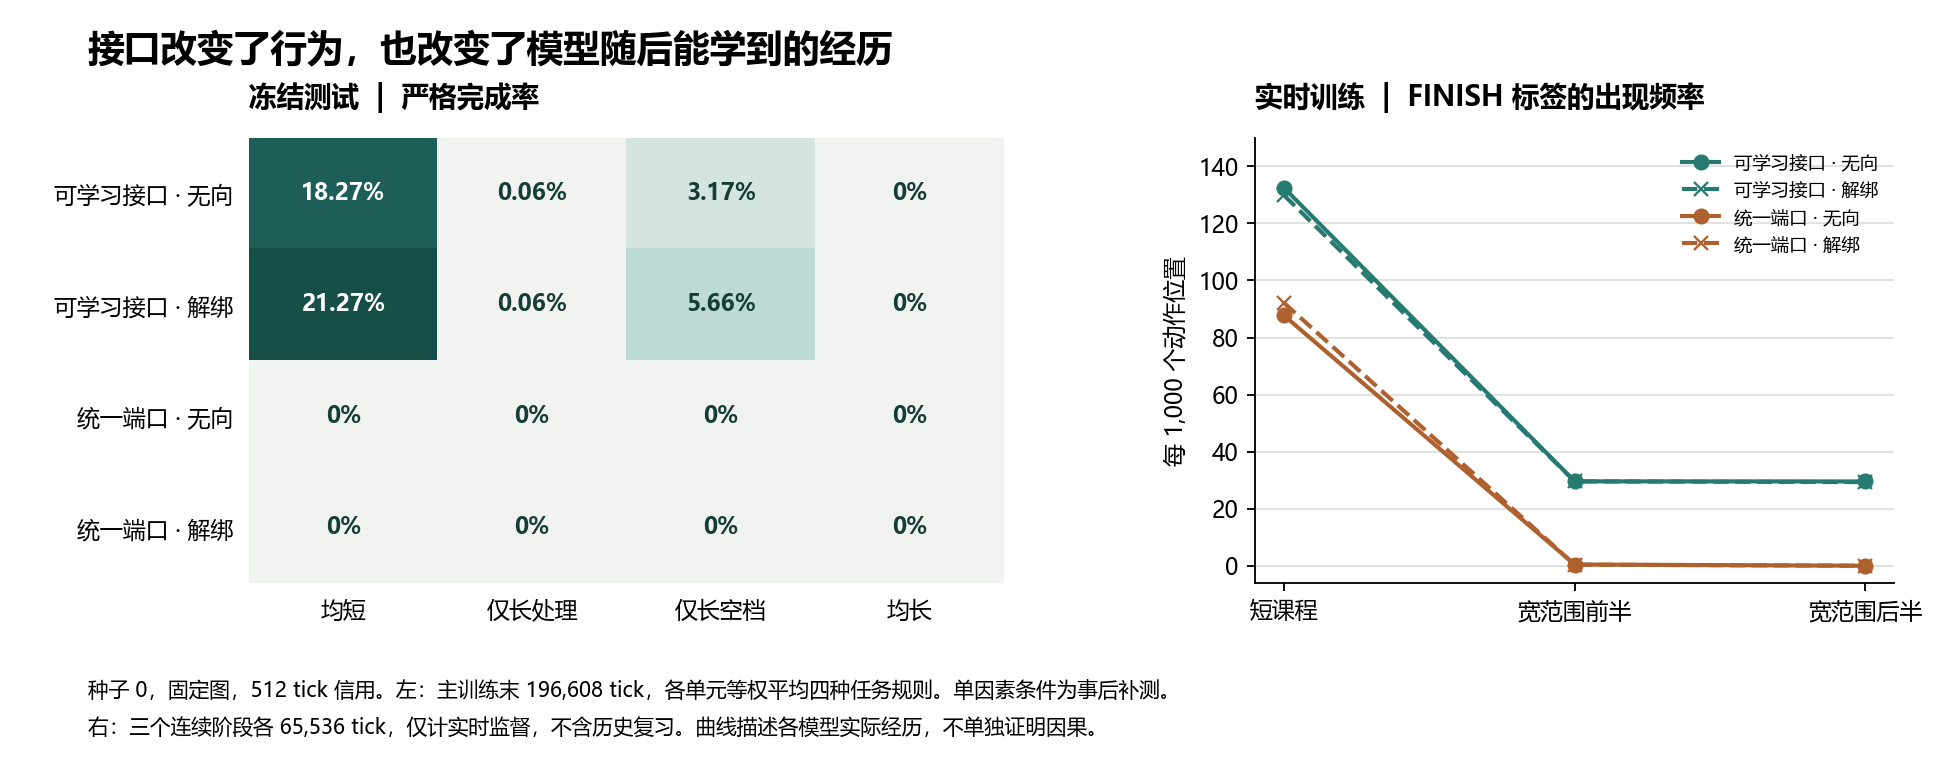 接口改变了行为，也改变了模型随后能学到的经历
冻结测试 | 严格完成率
可学习接口 · 无向
18.27%
0.06%
3.17%
0%
可学习接口 · 解绑
21.27%
0.06%
5.66%
0%
统一端口 · 无向
0%
0%
0%
0%
统一端口 · 解绑
0%
0%
0%
0%
均短
仅长处理
仅长空档
均长
实时训练 | FINISH 标签的出现频率
每 1,000 个动作位置
140
120
100
80
60
40
20
0
可学习接口 · 无向
可学习接口 · 解绑
统一端口 · 无向
统一端口 · 解绑
短课程
宽范围前半
宽范围后半
种子 0，固定图，512 tick 信用。左：主训练末 196,608 tick，各单元等权平均四种任务规则。单因素条件为事后补测。
右：三个连续阶段各 65,536 tick，仅计实时监督，不含历史复习。曲线描述各模型实际经历，不单独证明因果。